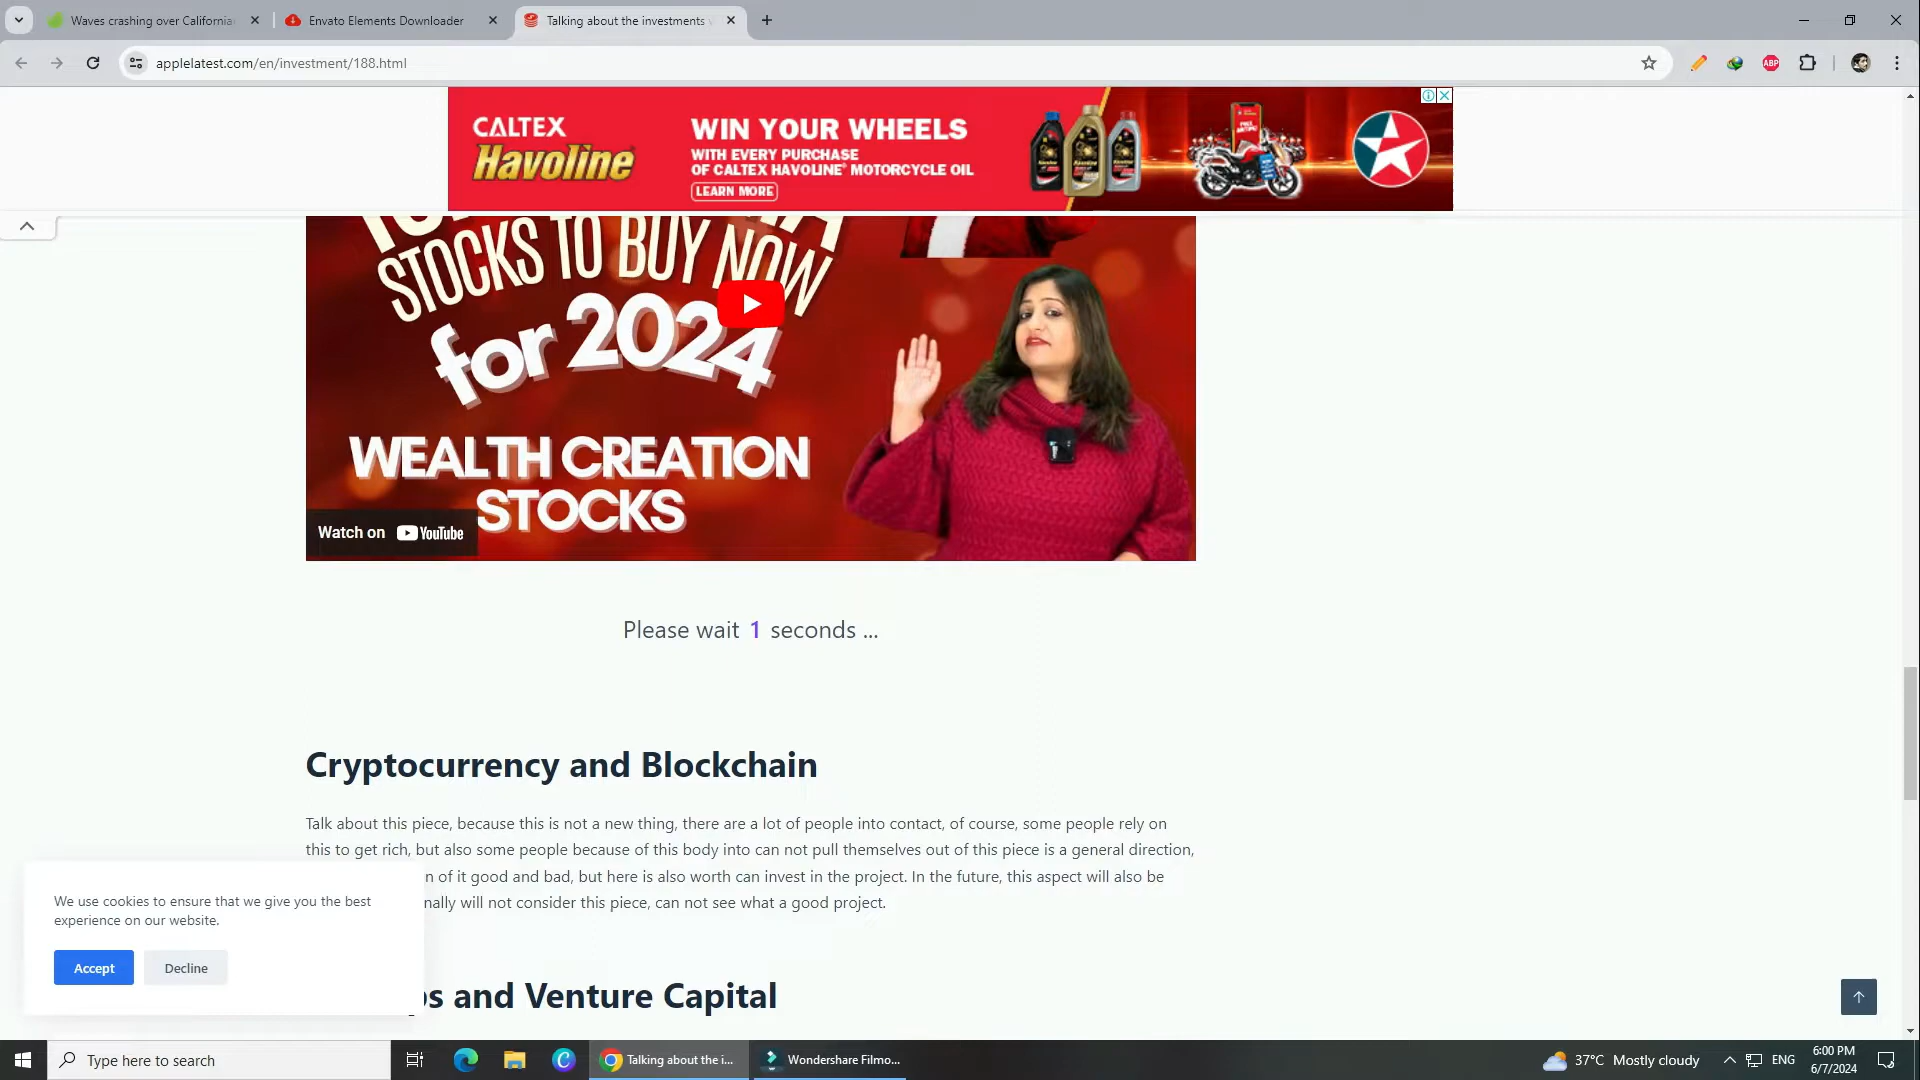 Waves crashing over California
Envato Elements Downloader
Talking about the investments
applelatest.com/en/investment/188.html
ABP
CALTEX
Havoline
WIN YOUR WHEELS
WITH EVERY PURCHASE
OF CALTEX HAVOLINE® MOTORCYCLE OIL
LEARN MORE
STOCKS TO BUY NOW
for 2024
WEALTH CREATION
STOCKS
Watch on YouTube
Please wait 1 seconds ...
Cryptocurrency and Blockchain
Talk about this piece, because this is not a new thing, there are a lot of people into contact, of course, some people rely on
this to get rich, but also some people because of this body into can not pull themselves out of this piece is a general direction,
n of it good and bad, but here is also worth can invest in the project. In the future, this aspect will also be
nally will not consider this piece, can not see what a good project.
We use cookies to ensure that we give you the best
experience on our website.
Accept
Decline
s and Venture Capital
Type here to search
Talking about the i...
Wondershare Filmo...
37°C Mostly cloudy
ENG
6:00 PM
6/7/2024